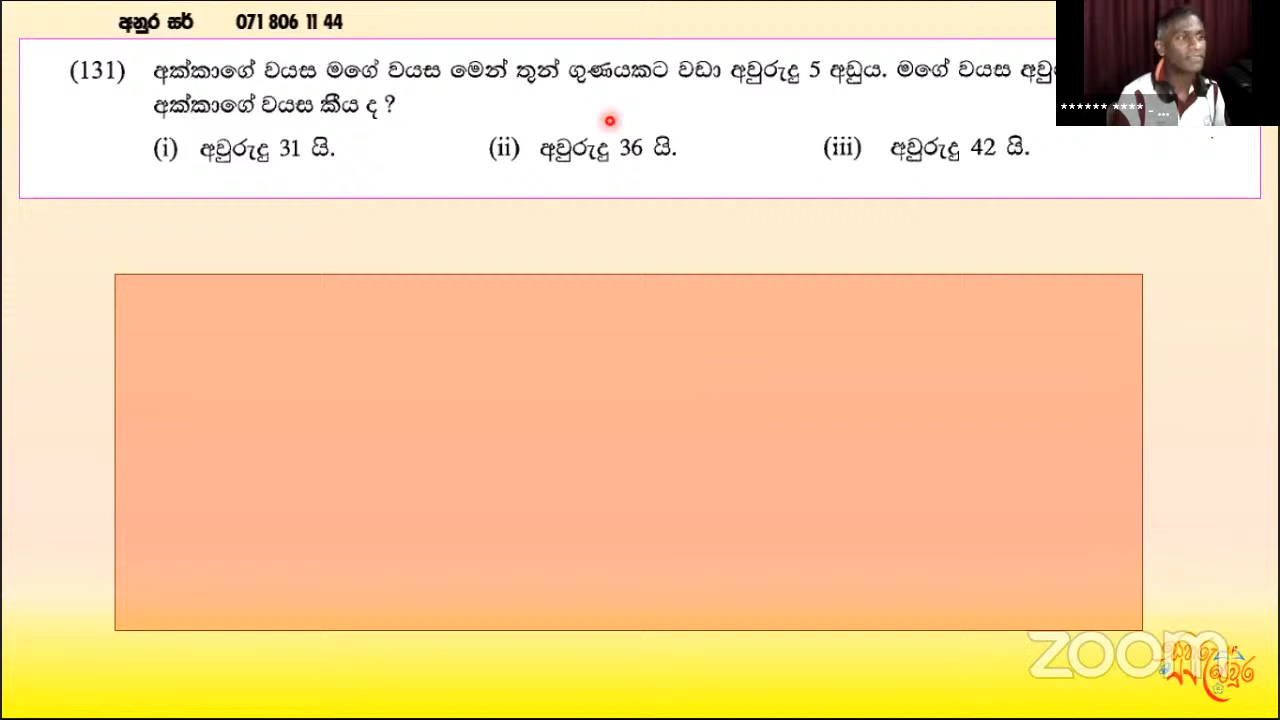 අනුර සර් 071 806 11 44
(131) අක්කාගේ වයස මගේ වයස මෙන් තුන් ගුණයකට වඩා අවුරුදු 5 අඩුය. මගේ වයස
අක්කාගේ වයස කීය ද ?
(i) අවුරුදු 31 යි. (ii) අවුරුදු 36 යි. (iii) අවුරුදු 42 යි.
****** **** - ...
zoom